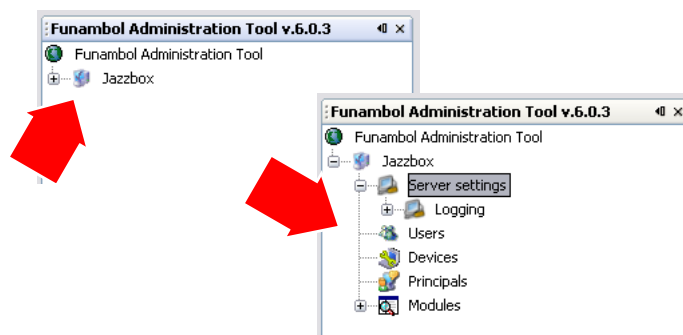 Funambol Administration Tool v.6.0.3
Funambol Administration Tool
Jazzbox
Funambol Administration Tool v.6.0.3
Funambol Administration Tool
Jazzbox
Server settings
Logging
Users
Devices
Principals
Modules